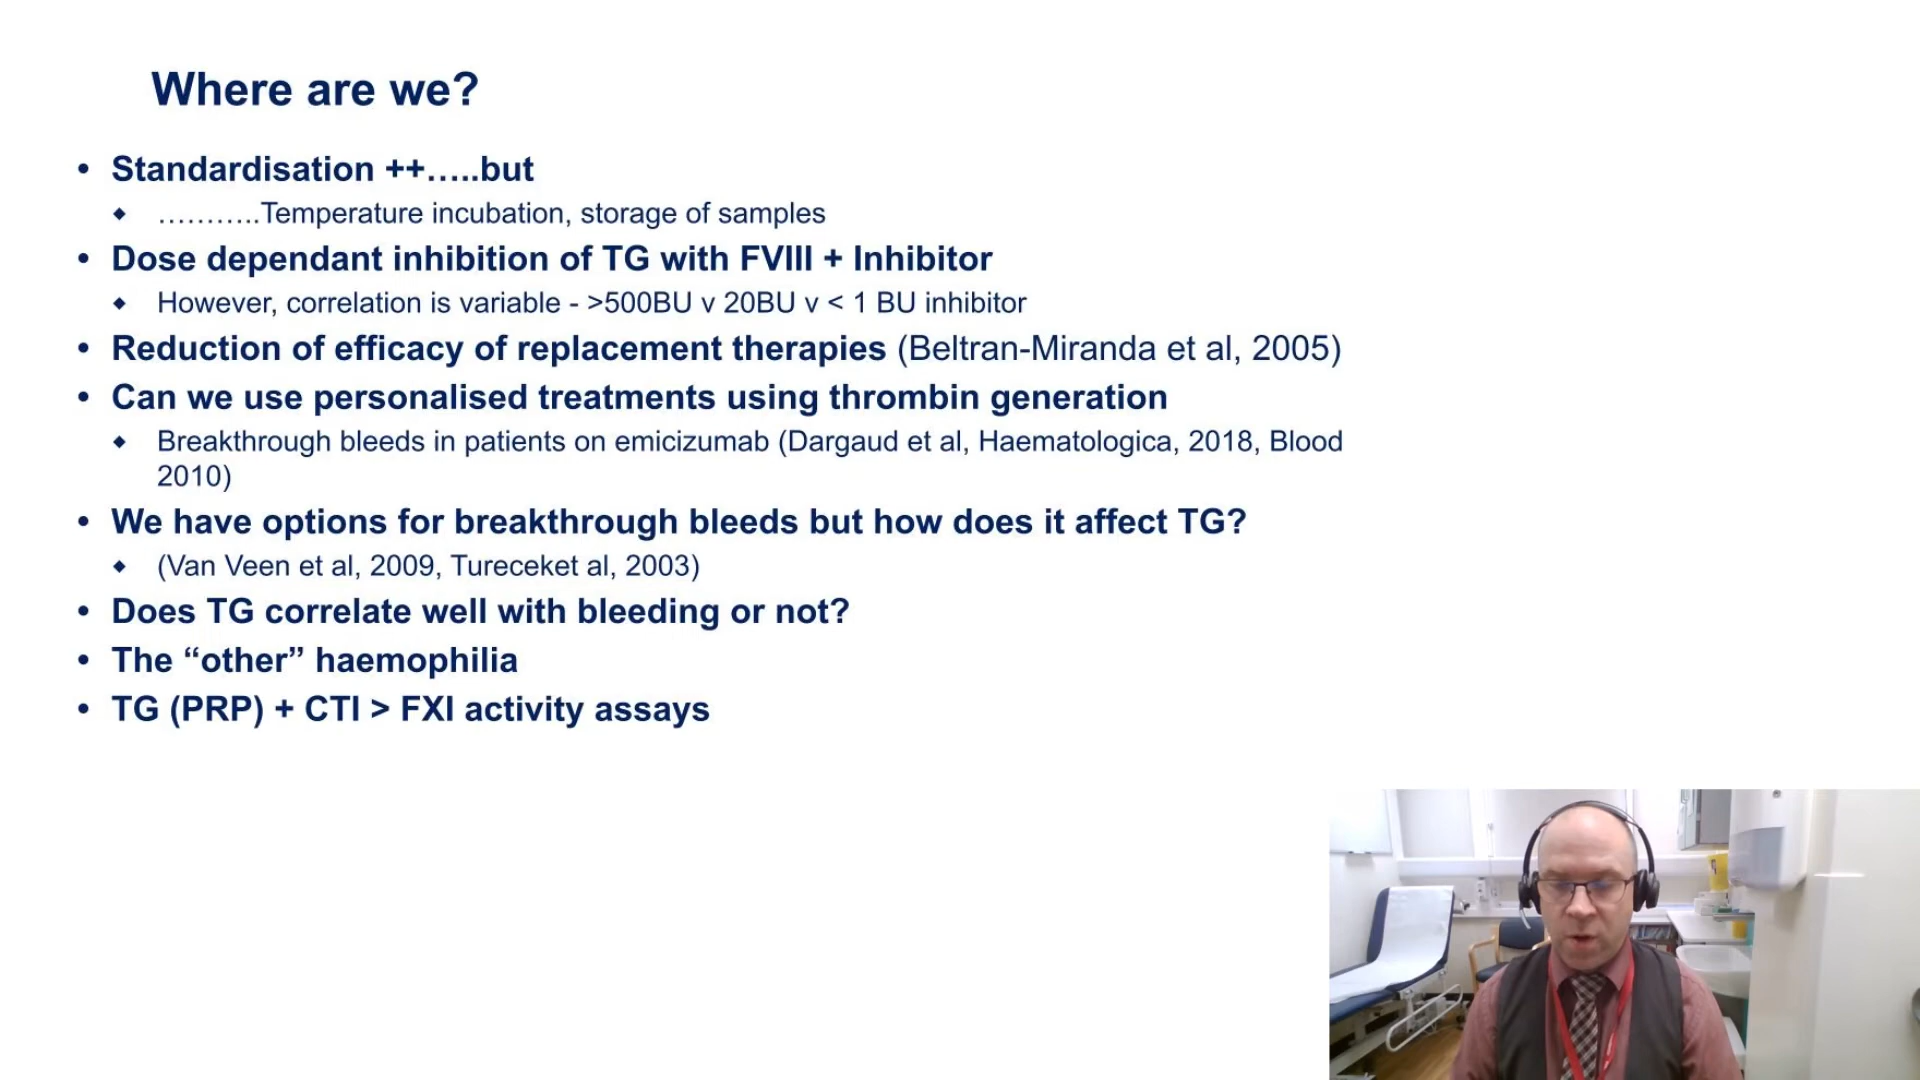 Where are we?
• Standardisation ++…..but
◆ ………..Temperature incubation, storage of samples
• Dose dependant inhibition of TG with FVIII + Inhibitor
◆ However, correlation is variable - >500BU v 20BU v < 1 BU inhibitor
• Reduction of efficacy of replacement therapies (Beltran-Miranda et al, 2005)
• Can we use personalised treatments using thrombin generation
◆ Breakthrough bleeds in patients on emicizumab (Dargaud et al, Haematologica, 2018, Blood
2010)
• We have options for breakthrough bleeds but how does it affect TG?
◆ (Van Veen et al, 2009, Tureceket al, 2003)
• Does TG correlate well with bleeding or not?
• The “other” haemophilia
• TG (PRP) + CTI > FXI activity assays